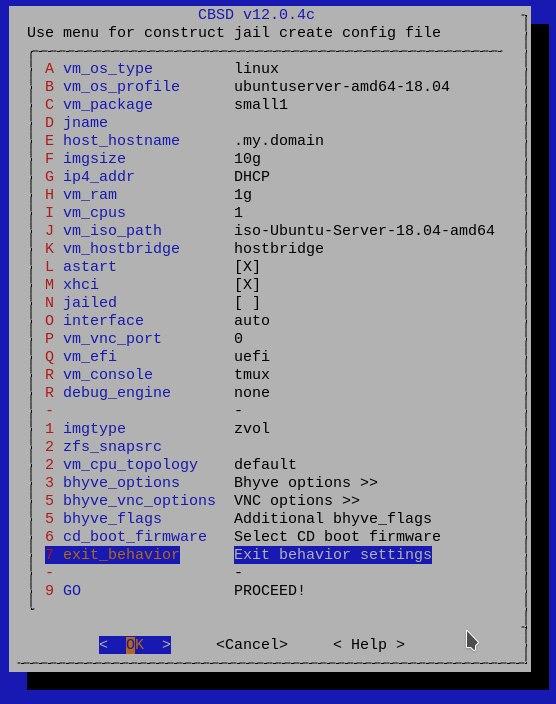 CBSD v12.0.4c
Use menu for construct jail create config file
A vm_os_type linux
B vm_os_profile ubuntuserver-amd64-18.04
C vm_package small1
D jname
E host_hostname .my.domain
F imgsize 10g
G ip4_addr DHCP
H vm_ram 1g
I vm_cpus 1
J vm_iso_path iso-Ubuntu-Server-18.04-amd64
K vm_hostbridge hostbridge
L astart [X]
M xhci [X]
N jailed [ ]
O interface auto
P vm_vnc_port 0
Q vm_efi uefi
R vm_console tmux
R debug_engine none
- -
1 imgtype zvol
2 zfs_snapsrc
2 vm_cpu_topology default
3 bhyve_options Bhyve options >>
5 bhyve_vnc_options VNC options >>
5 bhyve_flags Additional bhyve_flags
6 cd_boot_firmware Select CD boot firmware
7 exit_behavior Exit behavior settings
- -
9 GO PROCEED!
< OK > <Cancel> < Help >